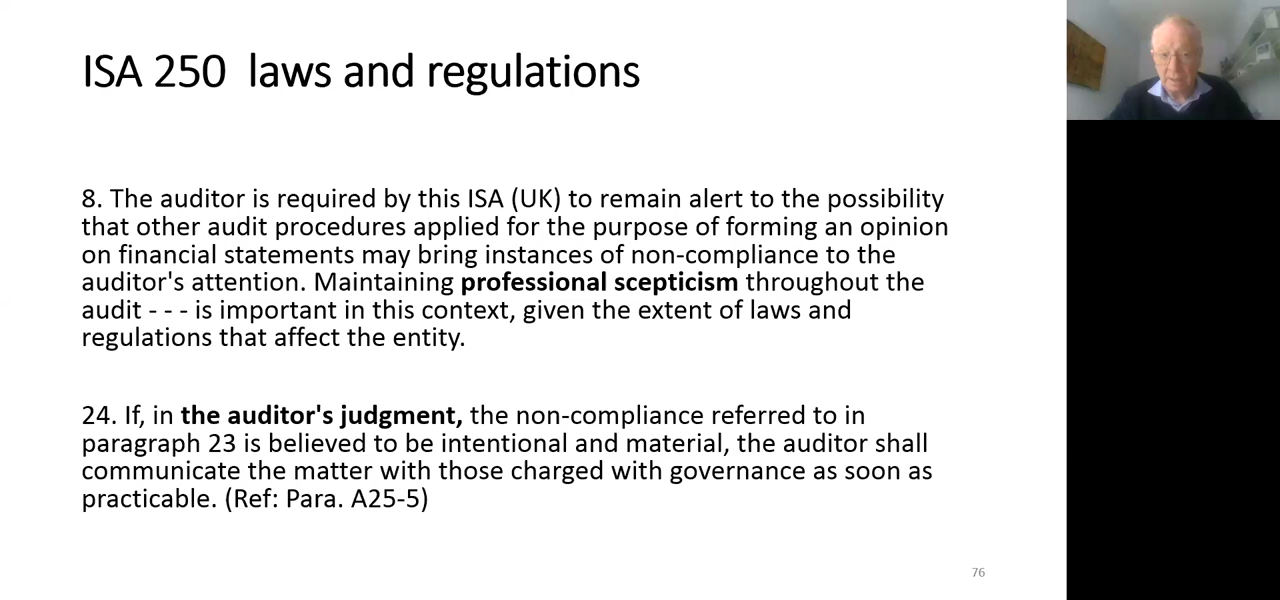 ISA 250  laws and regulations
8. The auditor is required by this ISA (UK) to remain alert to the possibility
that other audit procedures applied for the purpose of forming an opinion
on financial statements may bring instances of non-compliance to the
auditor's attention. Maintaining professional scepticism throughout the
audit - - - is important in this context, given the extent of laws and
regulations that affect the entity.
24. If, in the auditor's judgment, the non-compliance referred to in
paragraph 23 is believed to be intentional and material, the auditor shall
communicate the matter with those charged with governance as soon as
practicable. (Ref: Para. A25-5)
76